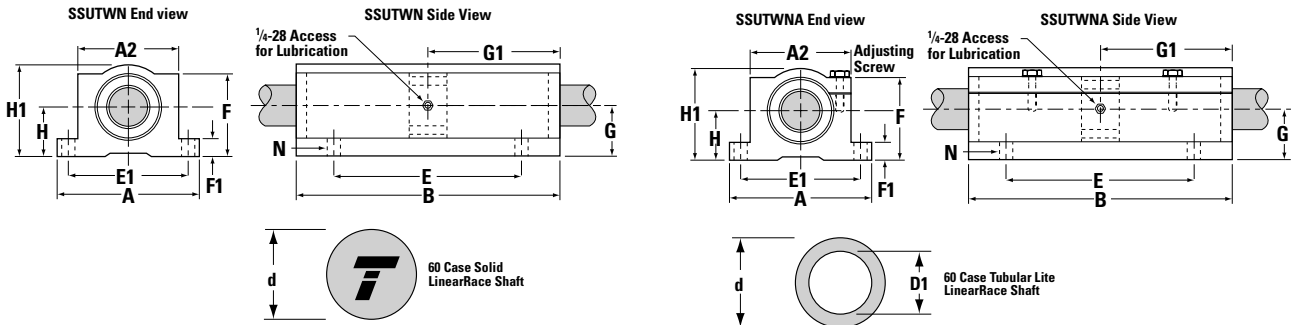 SSUTWN End view
SSUTWN Side View
A2
1/4-28 Access
for Lubrication
G1
H1
H
F
F1
E1
A
N
E
B
G
SSUTWNA End view
SSUTWNA Side View
A2
Adjusting
Screw
1/4-28 Access
for Lubrication
G1
H1
H
F
F1
E1
A
N
E
B
G
d
T
60 Case Solid
LinearRace Shaft
d
D1
60 Case Tubular Lite
LinearRace Shaft